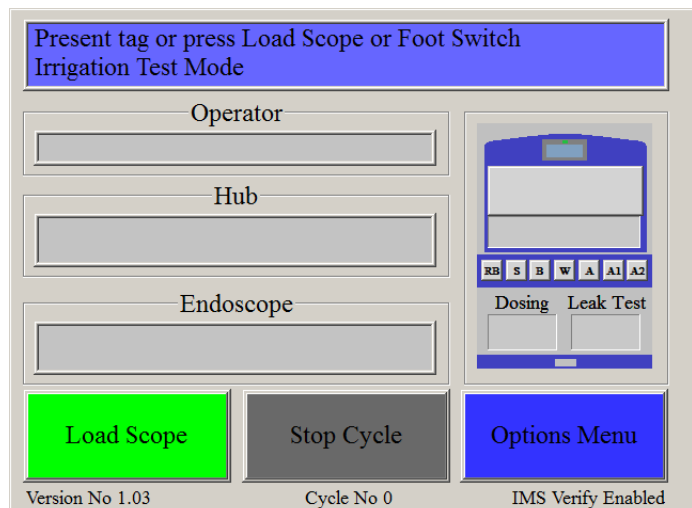 Present tag or press Load Scope or Foot Switch
Irrigation Test Mode
Operator
Hub
Endoscope
RB S B W A A1 A2
Dosing Leak Test
Load Scope Stop Cycle Options Menu
Version No 1.03 Cycle No 0 IMS Verify Enabled